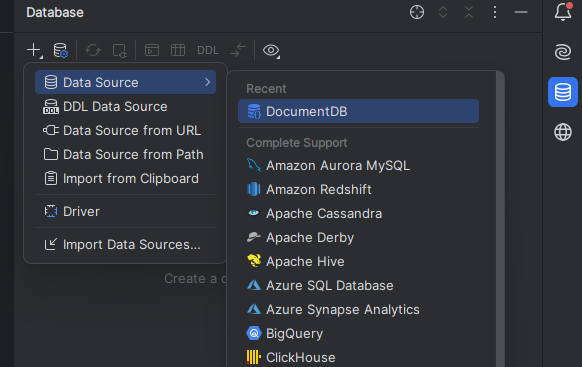 Database
DDL
Data Source
DDL Data Source
Data Source from URL
Data Source from Path
Import from Clipboard
Driver
Import Data Sources...
Create a d
Recent
DocumentDB
Complete Support
Amazon Aurora MySQL
Amazon Redshift
Apache Cassandra
Apache Derby
Apache Hive
Azure SQL Database
Azure Synapse Analytics
BigQuery
ClickHouse